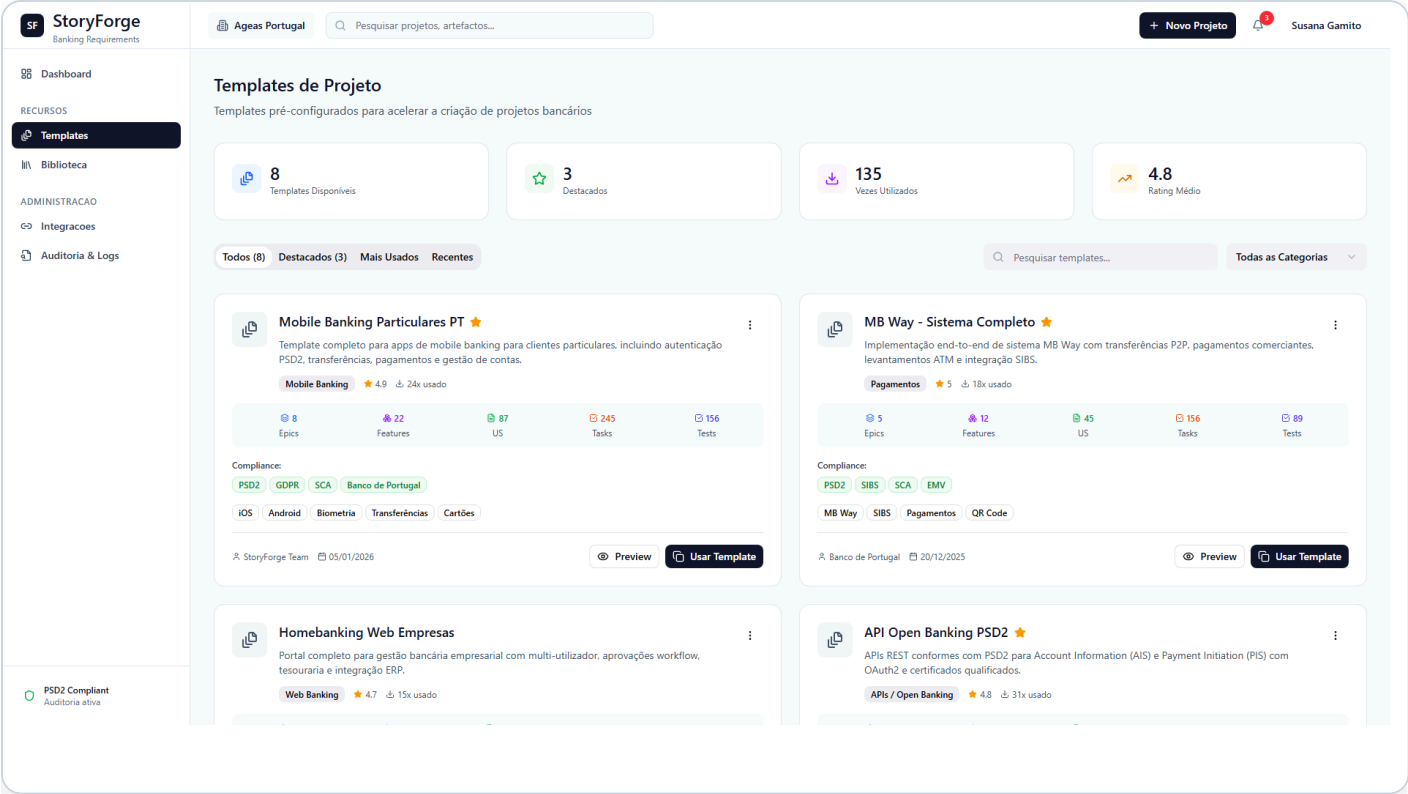 SF
StoryForge
Banking Requirements
Ageas Portugal
Pesquisar projetos, artefactos...
+ Novo Projeto
3
Susana Gamito
Dashboard
RECURSOS
Templates
Biblioteca
ADMINISTRACAO
Integracoes
Auditoria & Logs
PSD2 Compliant
Auditoria ativa
Templates de Projeto
Templates pré-configurados para acelerar a criação de projetos bancários
8
Templates Disponíveis
3
Destacados
135
Vezes Utilizados
4.8
Rating Médio
Todos (8) Destacados (3) Mais Usados Recentes
Pesquisar templates...
Todas as Categorias
Mobile Banking Particulares PT
Template completo para apps de mobile banking para clientes particulares, incluindo autenticação
PSD2, transferências, pagamentos e gestão de contas.
Mobile Banking 4.9 24x usado
8 22 87 245 156
Epics Features US Tasks Tests
Compliance:
PSD2 GDPR SCA Banco de Portugal
iOS Android Biometria Transferências Cartões
StoryForge Team 05/01/2026 Preview Usar Template
MB Way - Sistema Completo
Implementação end-to-end de sistema MB Way com transferências P2P, pagamentos comerciantes,
levantamentos ATM e integração SIBS.
Pagamentos 5 18x usado
5 12 45 156 89
Epics Features US Tasks Tests
Compliance:
PSD2 SIBS SCA EMV
MB Way SIBS Pagamentos QR Code
Banco de Portugal 20/12/2025 Preview Usar Template
Homebanking Web Empresas
Portal completo para gestão bancária empresarial com multi-utilizador, aprovações workflow,
tesouraria e integração ERP.
Web Banking 4.7 15x usado
API Open Banking PSD2
APIs REST conformes com PSD2 para Account Information (AIS) e Payment Initiation (PIS) com
OAuth2 e certificados qualificados.
APIs / Open Banking 4.8 31x usado